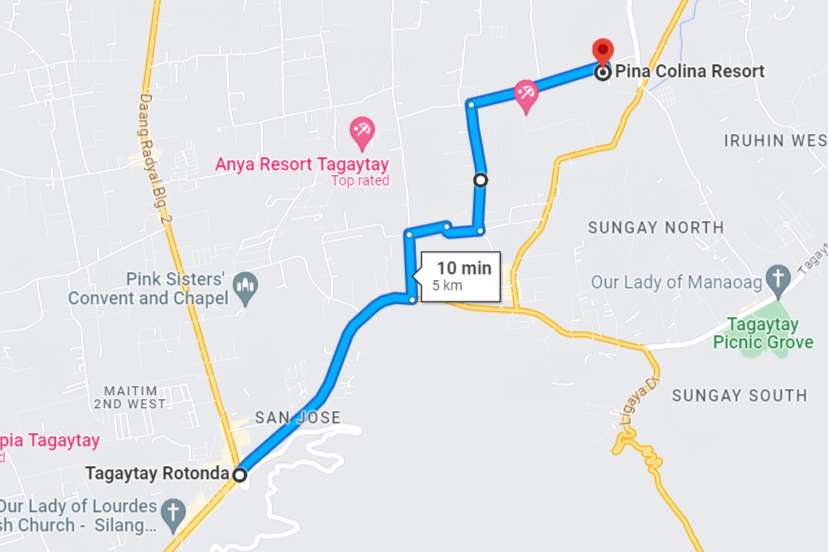 Pina Colina Resort
Daang Radyal Blg. 2
IRUHIN WES
Anya Resort Tagaytay
Top rated
SUNGAY NORTH
Tagayt
10 min
5 km
Pink Sisters'
Convent and Chapel
Our Lady of Manaoag
Tagaytay
Picnic Grove
MAITIM
2ND WEST
Ligaya Dr
SUNGAY SOUTH
SAN JOSE
pia Tagaytay
d
Tagaytay Rotonda
Our Lady of Lourdes
sh Church - Silang...